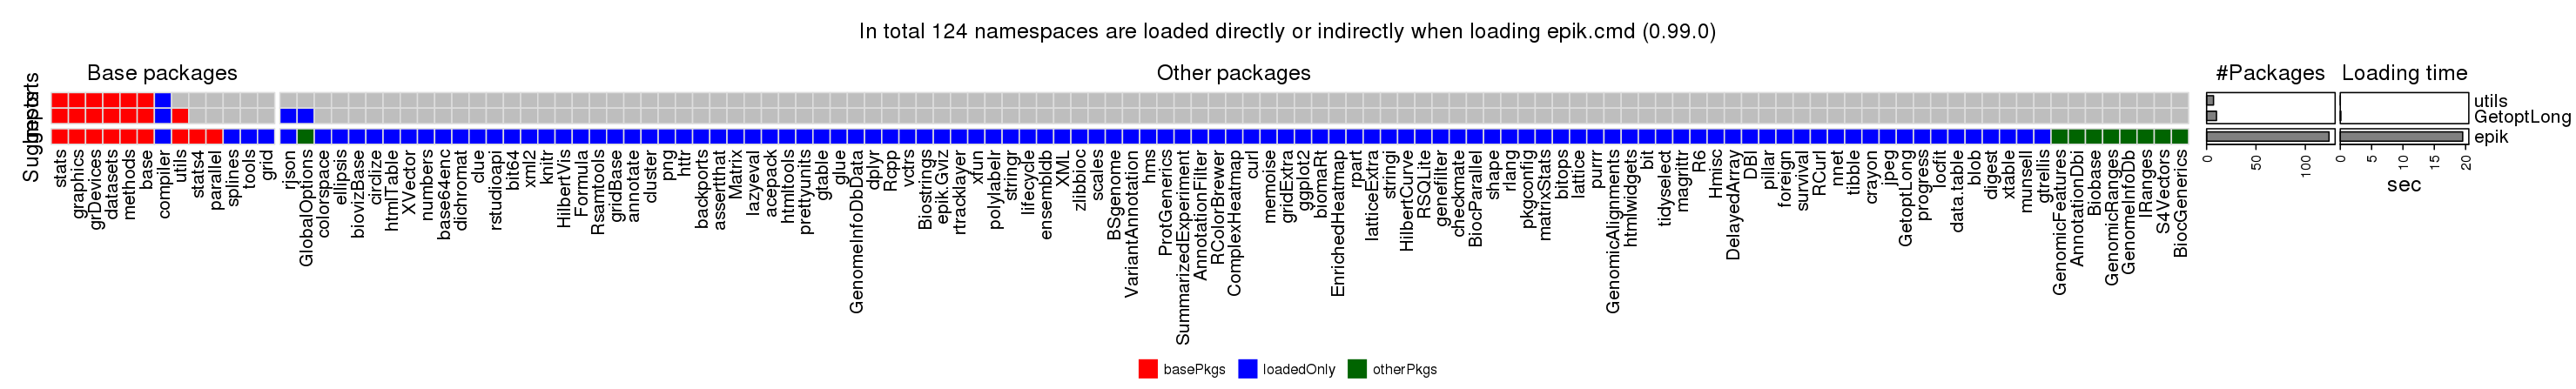 In total 124 namespaces are loaded directly or indirectly when loading epik.cmd (0.99.0)
Base packages
Other packages
#Packages
Loading time
utils
GetoptLong
epik
Imports
Suggests
stats
graphics
grDevices
datasets
methods
base
compiler
utils
stats4
parallel
splines
tools
grid
rjson
GlobalOptions
colorspace
ellipsis
biovizBase
circlize
htmlTable
XVector
numbers
base64enc
dichromat
clue
rstudioapi
bit64
xml2
knitr
HilbertVis
Formula
Rsamtools
gridBase
annotate
cluster
png
httr
backports
assertthat
Matrix
lazyeval
acepack
htmltools
prettyunits
gtable
glue
GenomeInfoDbData
dplyr
Rcpp
vctrs
Biostrings
epik.Gviz
rtracklayer
xfun
polylabelr
stringr
lifecycle
ensembldb
XML
zlibbioc
scales
BSgenome
VariantAnnotation
hms
ProtGenerics
SummarizedExperiment
AnnotationFilter
RColorBrewer
ComplexHeatmap
curl
memoise
gridExtra
ggplot2
biomaRt
EnrichedHeatmap
rpart
latticeExtra
stringi
HilbertCurve
RSQLite
genefilter
checkmate
BiocParallel
shape
rlang
pkgconfig
matrixStats
bitops
lattice
purrr
GenomicAlignments
htmlwidgets
bit
tidyselect
magrittr
R6
Hmisc
DelayedArray
DBI
pillar
foreign
survival
RCurl
nnet
tibble
crayon
jpeg
GetoptLong
progress
locfit
data.table
blob
digest
xtable
munsell
gtrellis
GenomicFeatures
AnnotationDbi
Biobase
GenomicRanges
GenomeInfoDb
IRanges
S4Vectors
BiocGenerics
0
50
100
0
5
10
15
20
sec
basePkgs
loadedOnly
otherPkgs